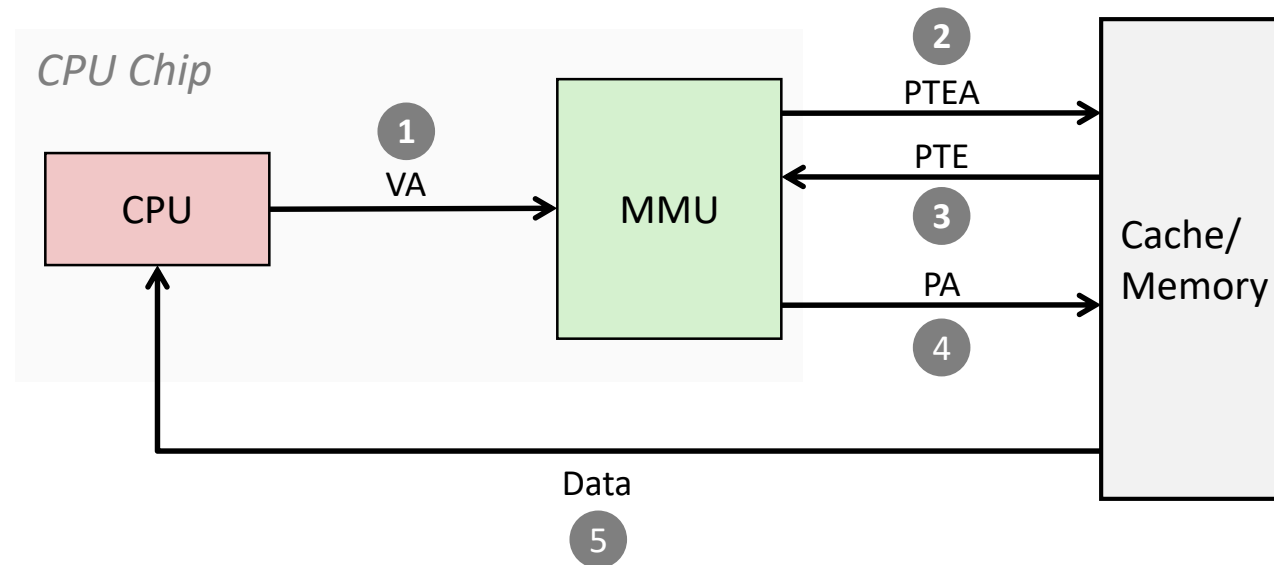 2
CPU Chip
PTEA
1
PTE
VA
CPU
MMU
3
Cache/
Memory
PA
4
Data
5